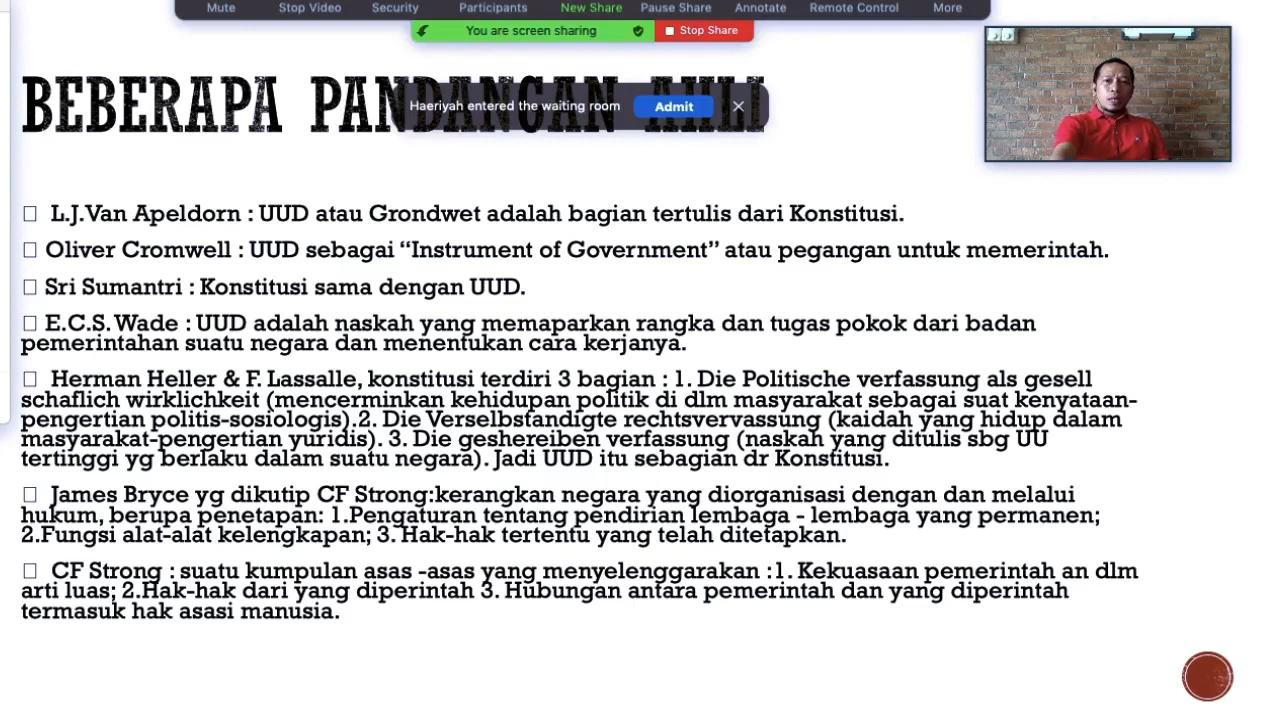 Mute Stop Video Security Participants New Share Pause Share Annotate Remote Control More
You are screen sharing Stop Share
BEBERAPA PANDANGAN AHLI
Haeriyah entered the waiting room Admit
L.J.Van Apeldorn : UUD atau Grondwet adalah bagian tertulis dari Konstitusi.
Oliver Cromwell : UUD sebagai “Instrument of Government” atau pegangan untuk memerintah.
Sri Sumantri : Konstitusi sama dengan UUD.
E.C.S. Wade : UUD adalah naskah yang memaparkan rangka dan tugas pokok dari badan
pemerintahan suatu negara dan menentukan cara kerjanya.
Herman Heller & F. Lassalle, konstitusi terdiri 3 bagian : 1. Die Politische verfassung als gesell
schaflich wirklichkeit (mencerminkan kehidupan politik di dlm masyarakat sebagai suat kenyataan-
pengertian politis-sosiologis).2. Die Verselbstandigte rechtsvervassung (kaidah yang hidup dalam
masyarakat-pengertian yuridis). 3. Die geshereiben verfassung (naskah yang ditulis sbg UU
tertinggi yg berlaku dalam suatu negara). Jadi UUD itu sebagian dr Konstitusi.
James Bryce yg dikutip CF Strong:kerangkan negara yang diorganisasi dengan dan melalui
hukum, berupa penetapan: 1.Pengaturan tentang pendirian lembaga - lembaga yang permanen;
2.Fungsi alat-alat kelengkapan; 3. Hak-hak tertentu yang telah ditetapkan.
CF Strong : suatu kumpulan asas -asas yang menyelenggarakan :1. Kekuasaan pemerintah an dlm
arti luas; 2.Hak-hak dari yang diperintah 3. Hubungan antara pemerintah dan yang diperintah
termasuk hak asasi manusia.